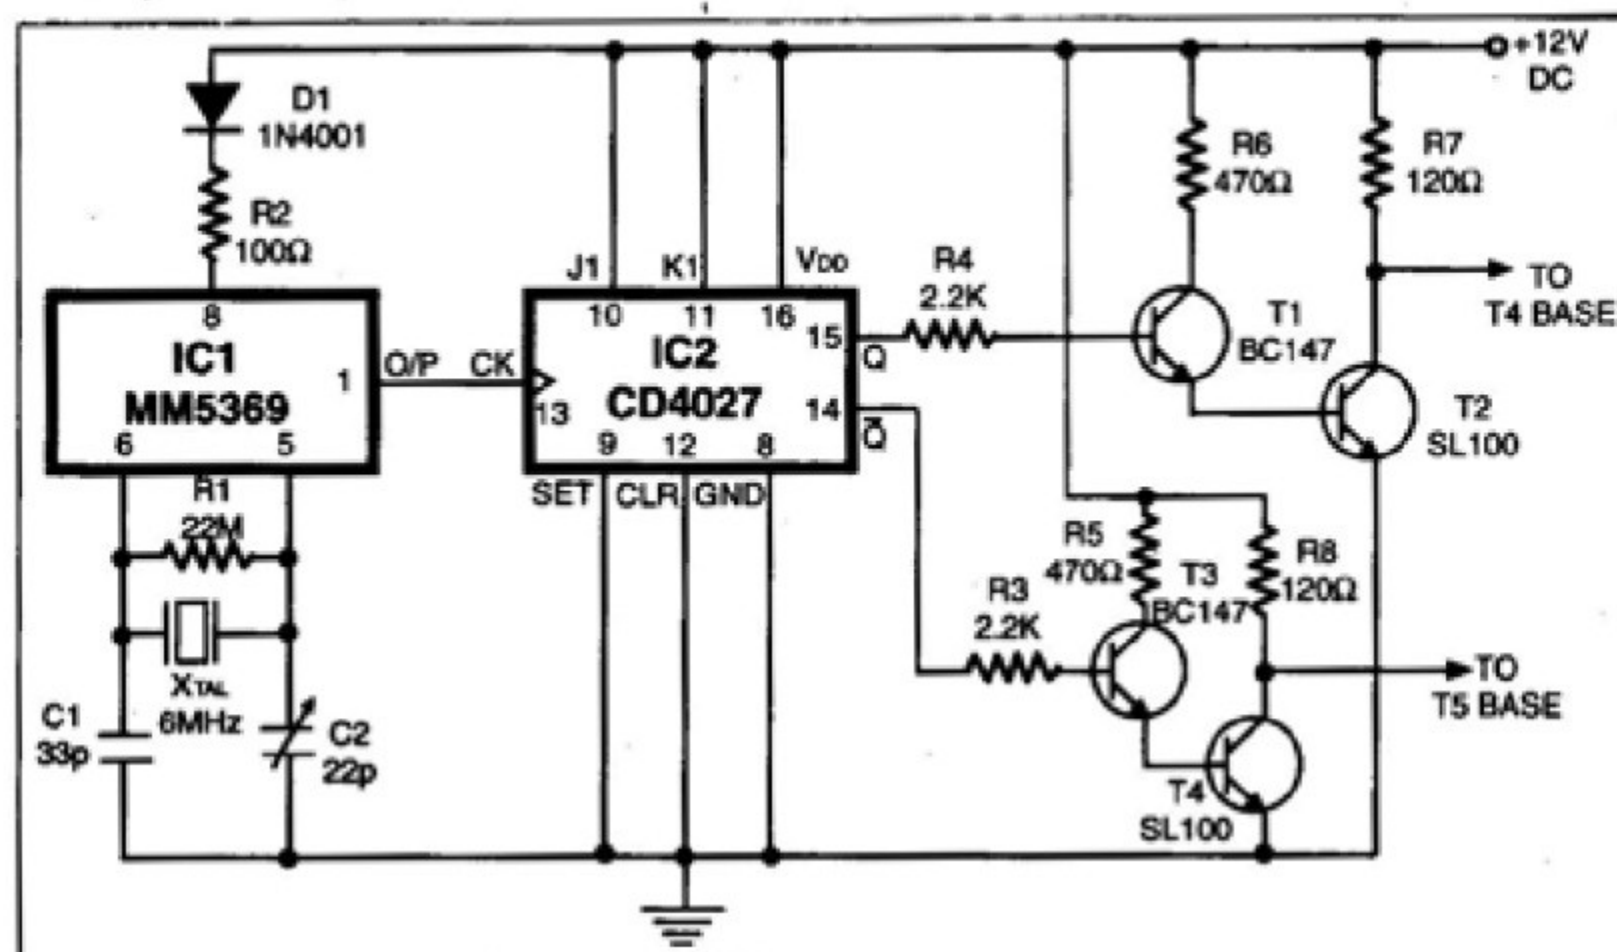 +12V
DC
D1
1N4001
R2
100Ω
R6
470Ω
R7
120Ω
J1
K1
VDD
R4
2.2K
TO
T4 BASE
8
IC1
MM5369
1
6
5
O/P
CK
10
11
16
15
IC2
CD4027
13
14
9
12
8
Q
Q̅
T1
BC147
T2
SL100
SET
CLR
GND
R1
22M
XTAL
6MHz
C1
33p
C2
22p
R5
470Ω
T3
BC147
R8
120Ω
R3
2.2K
TO
T5 BASE
T4
SL100